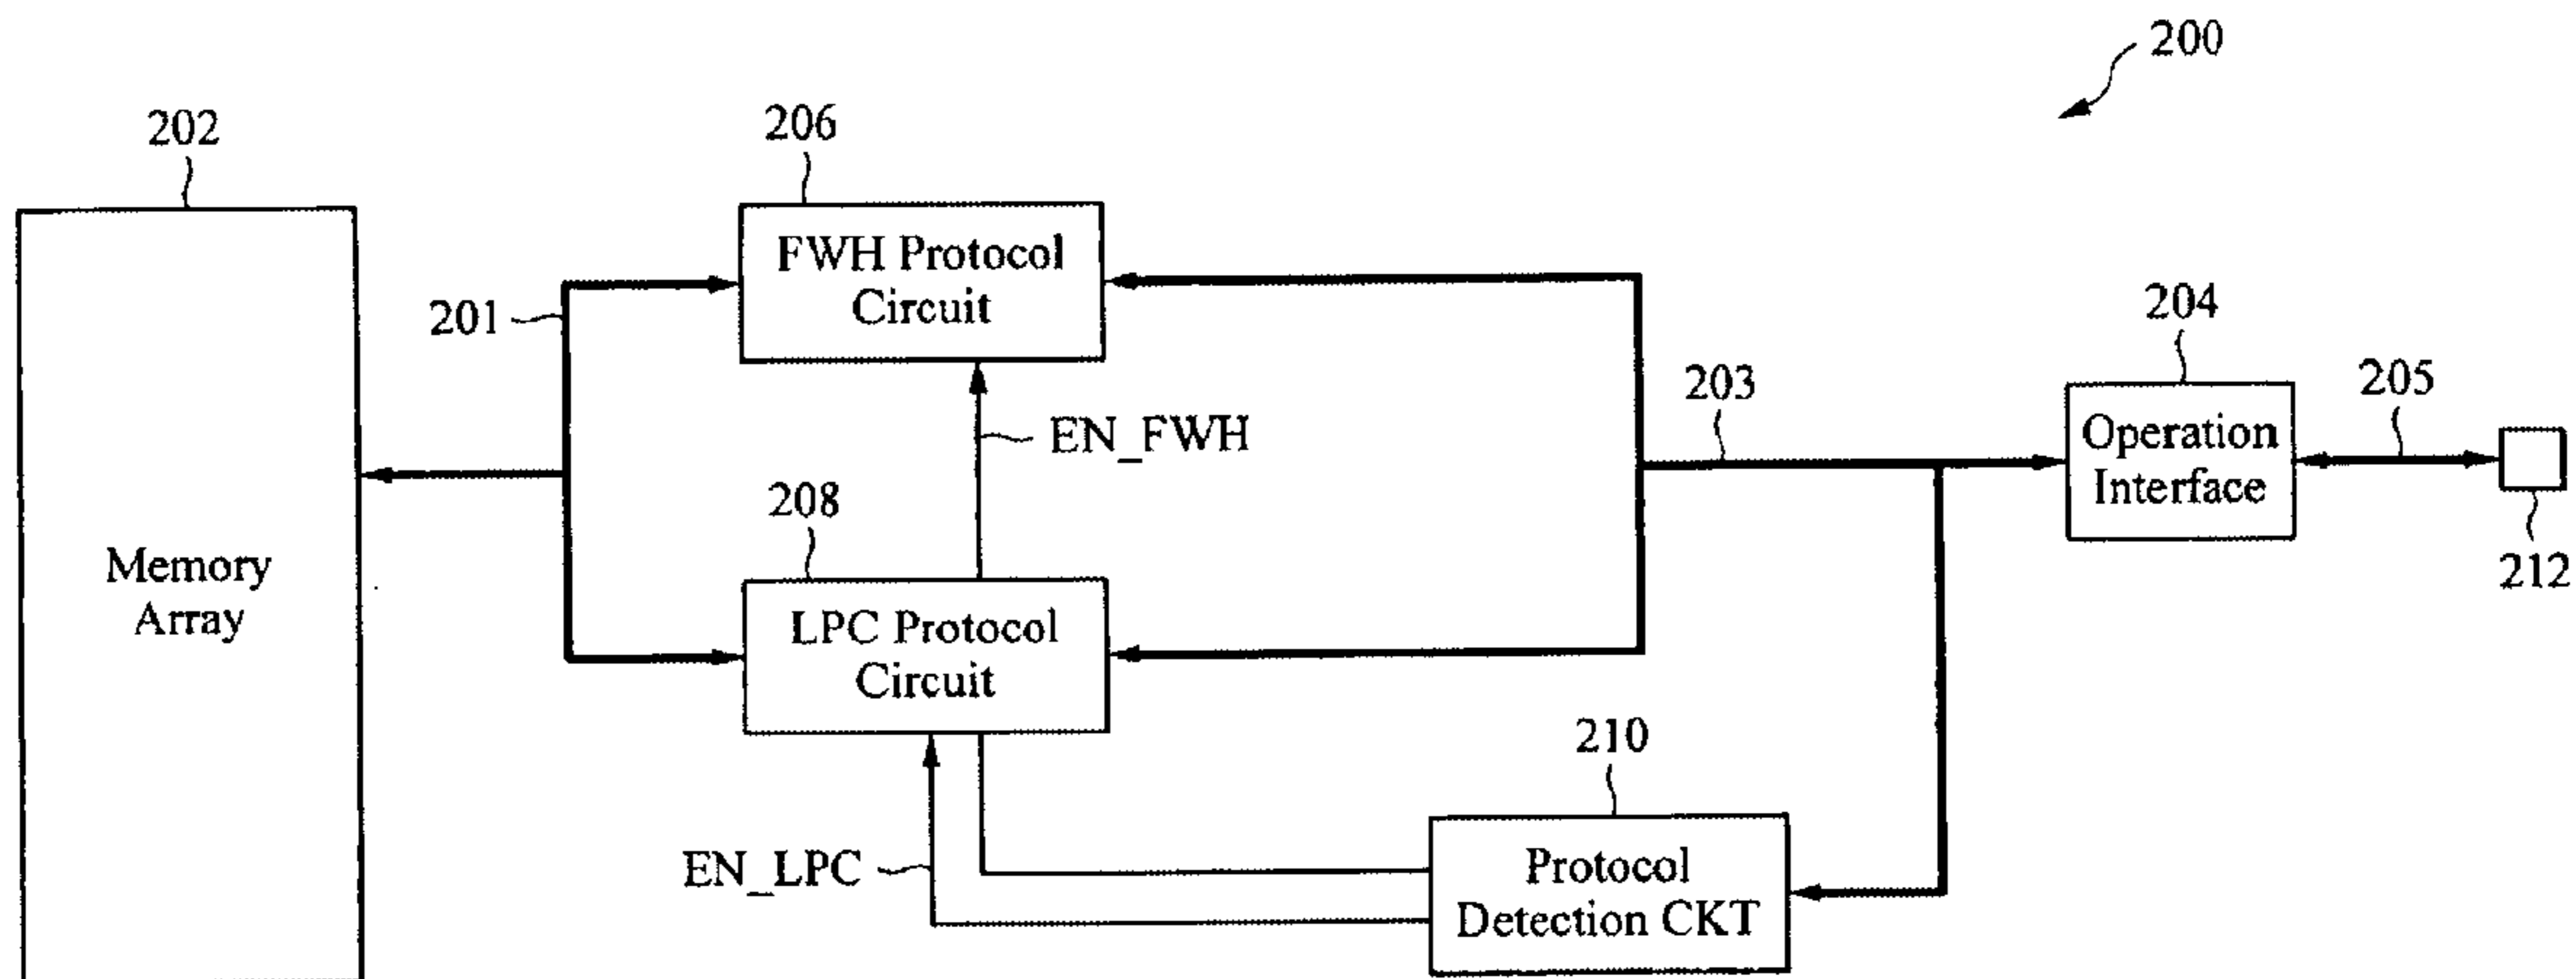 200
202
206
FWH Protocol
Circuit
201
204
203
205
Operation
Interface
EN_FWH
208
212
Memory
Array
LPC Protocol
Circuit
210
EN_LPC
Protocol
Detection CKT